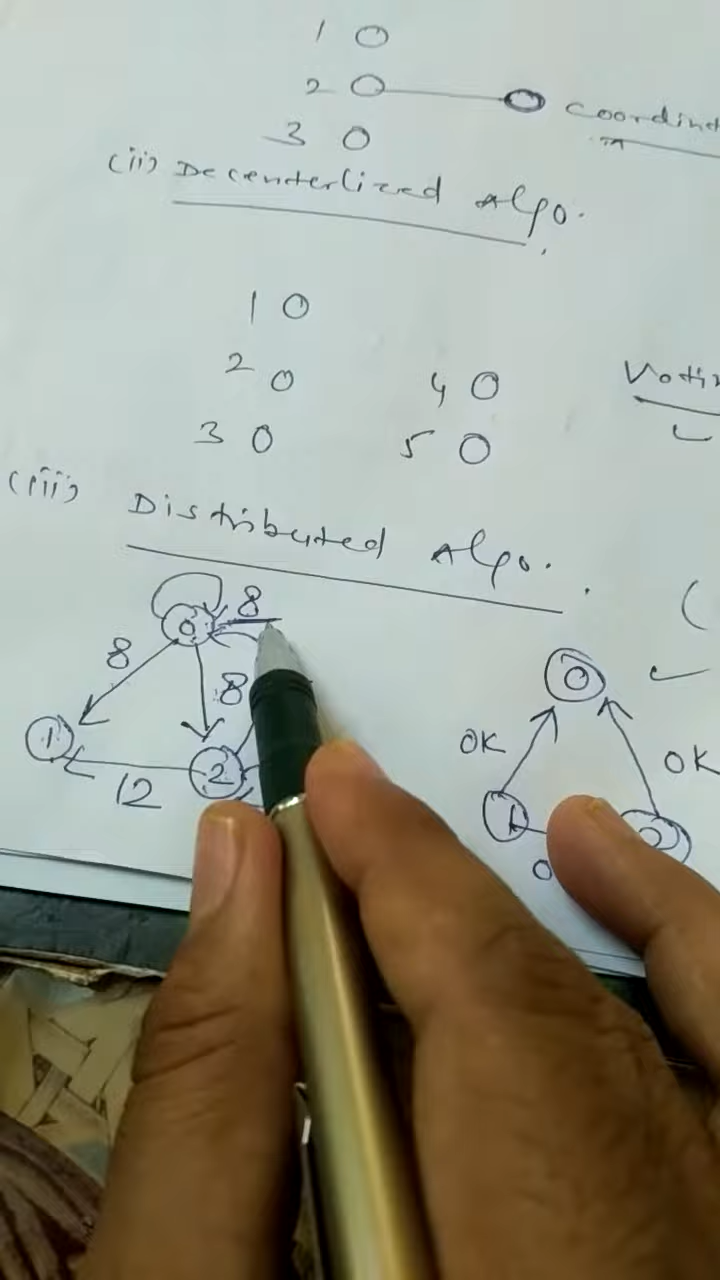 1 O
2 O
3 O
(ii) Decenterlized Algo.
1 O
2 O 4 O
3 O 5 O
(iii) Distributed Algo.
8
0
8 8
1 2
12
0
OK OK
1